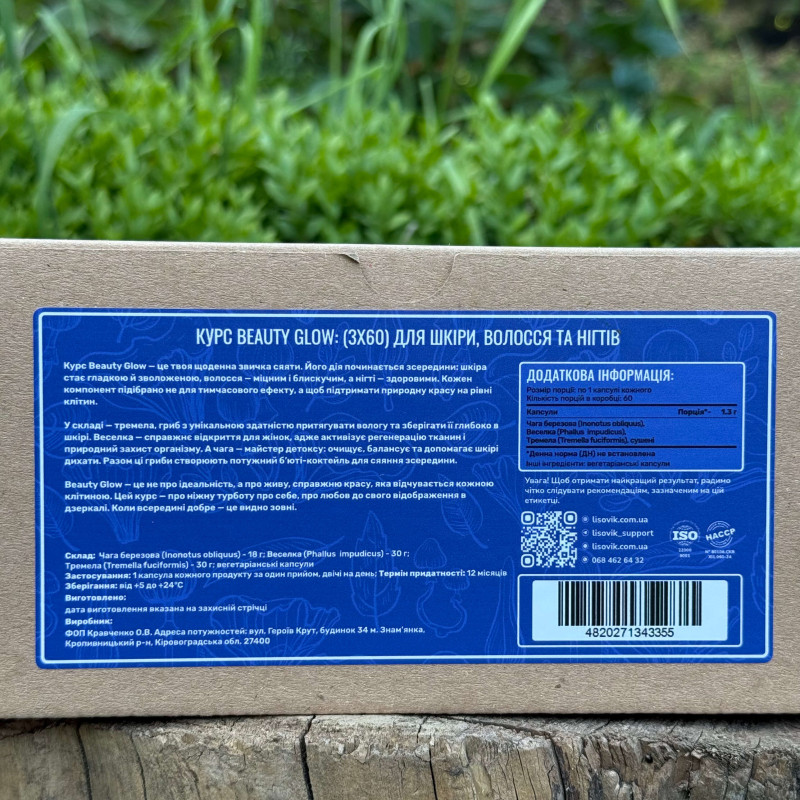 КУРС BEAUTY GLOW: (3X60) ДЛЯ ШКІРИ, ВОЛОССЯ ТА НІГТІВ
Курс Beauty Glow — це твоя щоденна звичка сяяти. Його дія починається зсередини: шкіра
стає гладкою й зволоженою, волосся — міцним і блискучим, а нігті — здоровими. Кожен
компонент підібрано не для тимчасового ефекту, а щоб підтримати природну красу на рівні
клітин.
У складі — тремела, гриб з унікальною здатністю притягувати вологу та зберігати її глибоко в
шкірі. Веселка — справжнє відкриття для жінок, адже активізує регенерацію тканин і
природний захист організму. А чага — майстер детоксу: очищує, балансує та допомагає шкірі
дихати. Разом ці гриби створюють потужний б'юті-коктейль для сяяння зсередини.
Beauty Glow — це не про ідеальність, а про живу, справжню красу, яка відчувається кожною
клітиною. Цей курс — про ніжну турботу про себе, про любов до свого відображення в
дзеркалі. Коли всередині добре — це видно зовні.
Склад: Чага березова (Inonotus obliquus) - 18 г; Веселка (Phallus impudicus) - 30 г;
Тремела (Tremella fuciformis) - 30 г; вегетаріанські капсули
Застосування: 1 капсула кожного продукту за один прийом, двічі на день; Термін придатності: 12 місяців
Зберігання: від +5 до +24°C
Виготовлено:
дата виготовлення вказана на захисній стрічці
Виробник:
ФОП Кравченко О.В. Адреса потужностей: вул. Героїв Крут, будинок 34 м. Знам'янка,
Кропивницький р-н, Кіровоградська обл. 27400
ДОДАТКОВА ІНФОРМАЦІЯ:
Розмір порції: по 1 капсулі кожного
Кількість порцій в коробці: 60
Капсули Порція*- 1.3 г
Чага березова (Inonotus obliquus),
Веселка (Phallus impudicus),
Тремела (Tremella fuciformis), сушені
*Денна норма (ДН) не встановлена
Інші інгредієнти: вегетаріанські капсули
Увага! Щоб отримати найкращий результат, радимо
чітко слідувати рекомендаціям, зазначеним на цій
етикетці.
lisovik.com.ua
lisovik_support
lisovik.com.ua
068 462 64 32
ISO
22000
HACCP
4820271343355